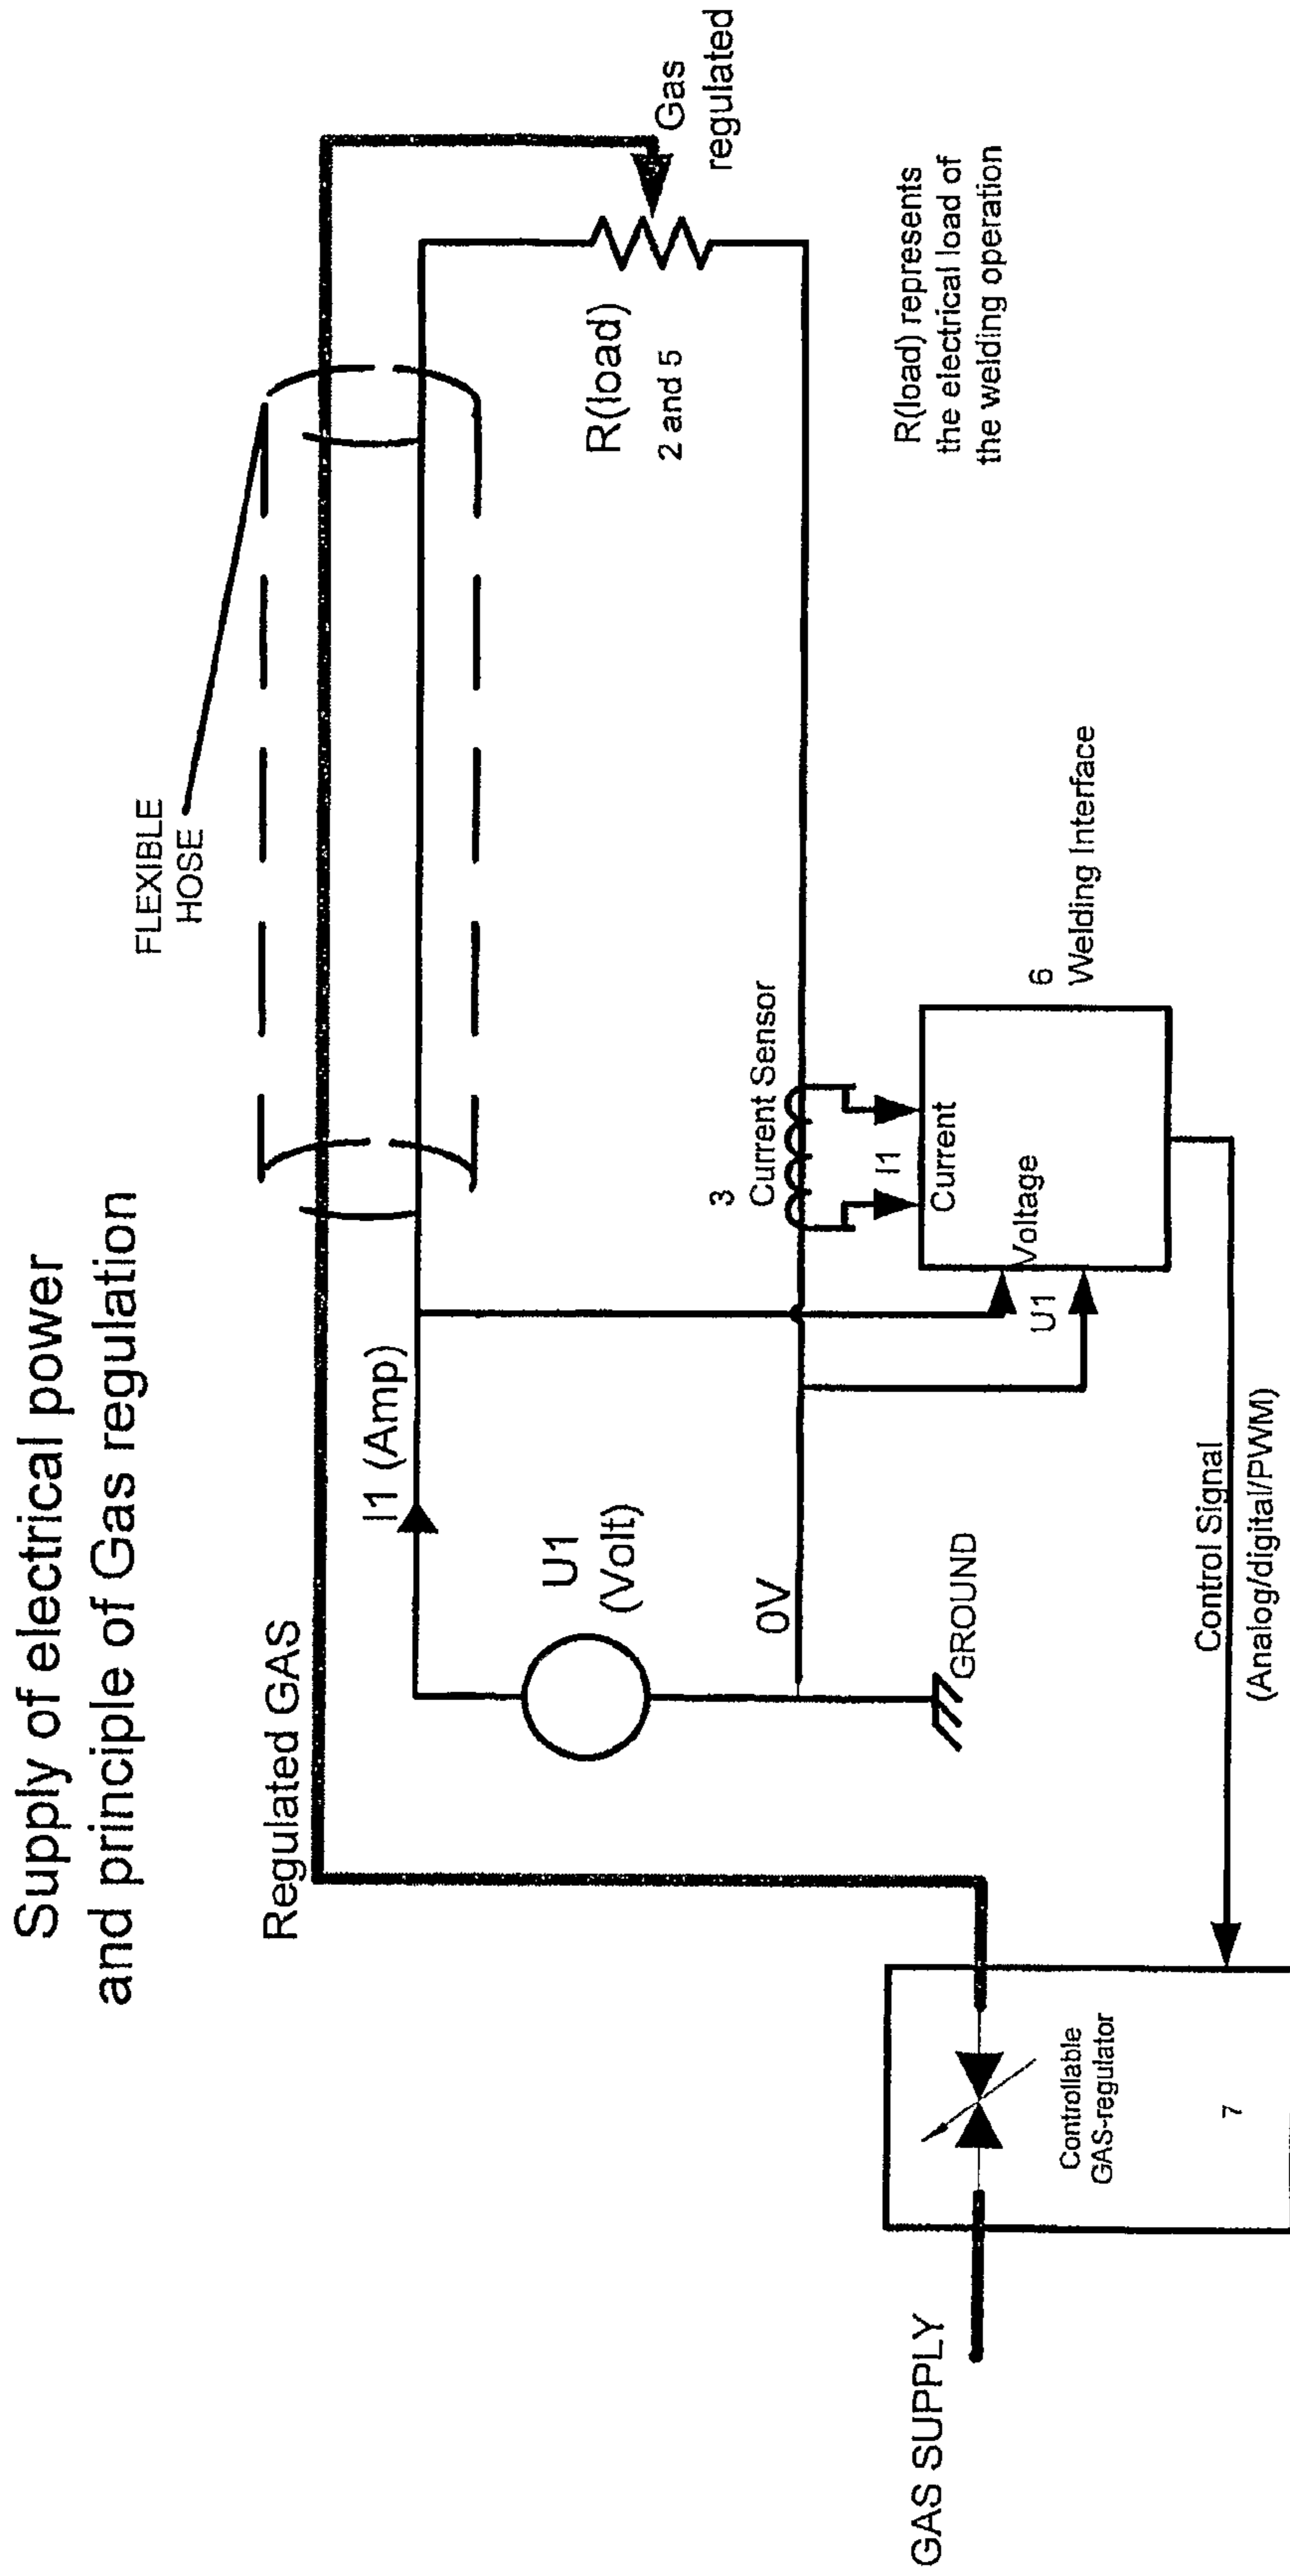 Supply of electrical power
and principle of Gas regulation
FLEXIBLE
HOSE
Regulated GAS
I1 (Amp)
U1
(Volt)
0V
GROUND
Gas
regulated
R(load)
2 and 5
R(load) represents
the electrical load of
the welding operation
3
Current Sensor
I1
Current
Voltage
U1
6
Welding Interface
Control Signal
(Analog/digital/PWM)
GAS SUPPLY
Controllable
GAS-regulator
7